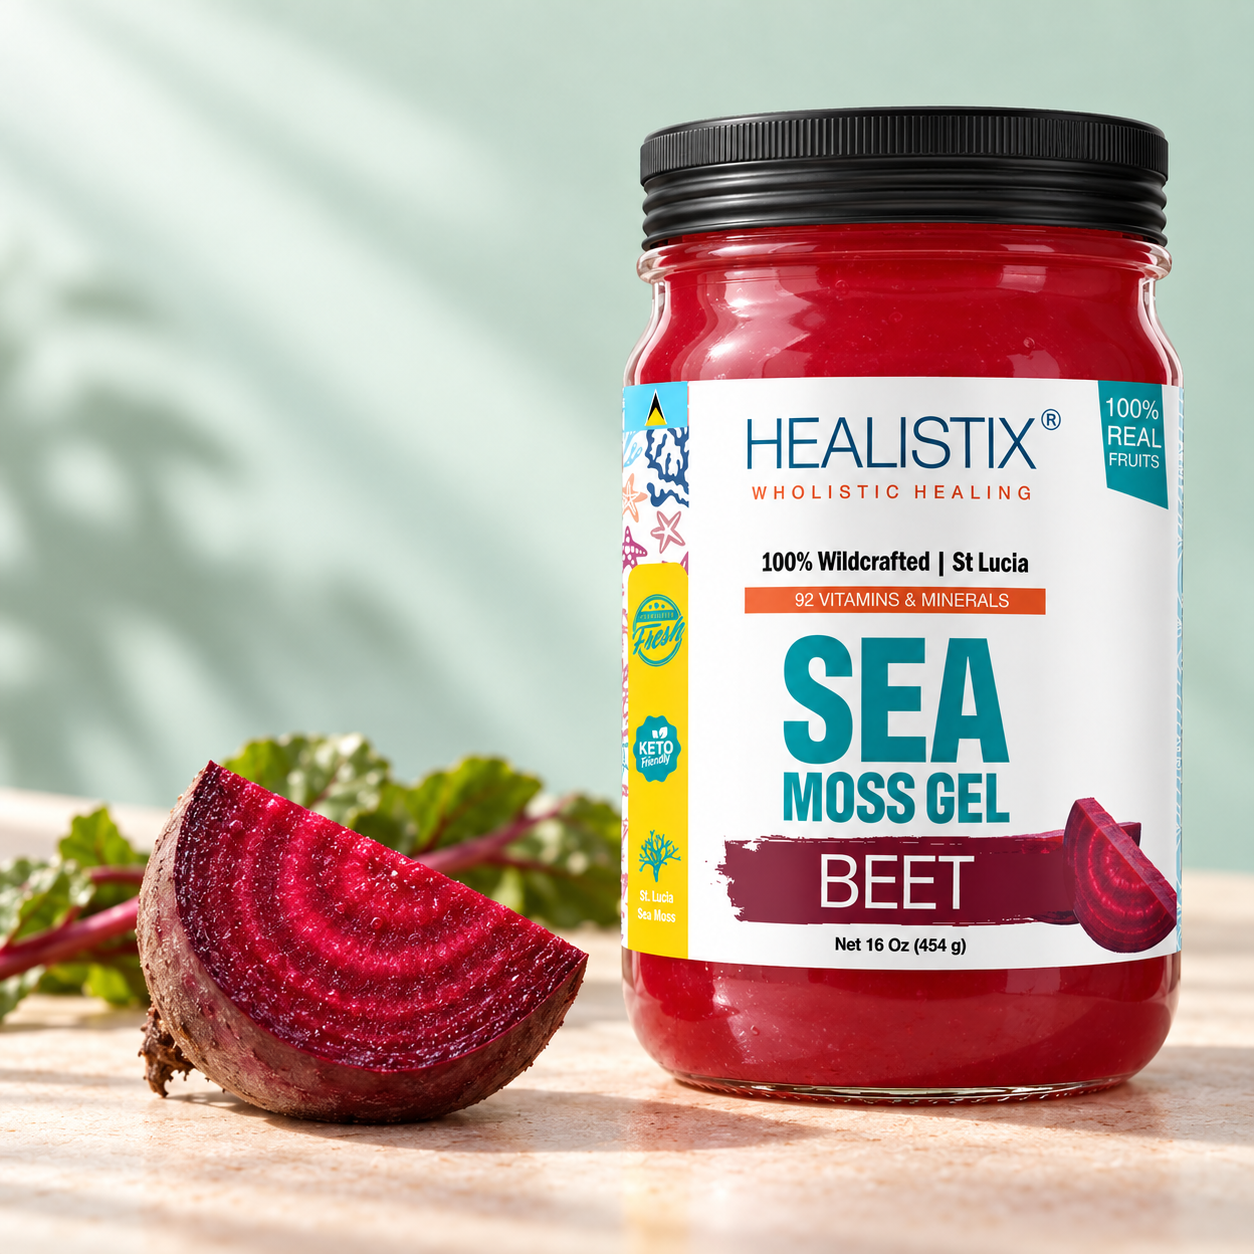 HEALISTIX®
WHOLISTIC HEALING
100%
REAL
FRUITS
100% Wildcrafted | St Lucia
92 VITAMINS & MINERALS
SEA
MOSS GEL
BEET
Net 16 Oz (454 g)
Fresh
KETO
Friendly
St. Lucia
Sea Moss